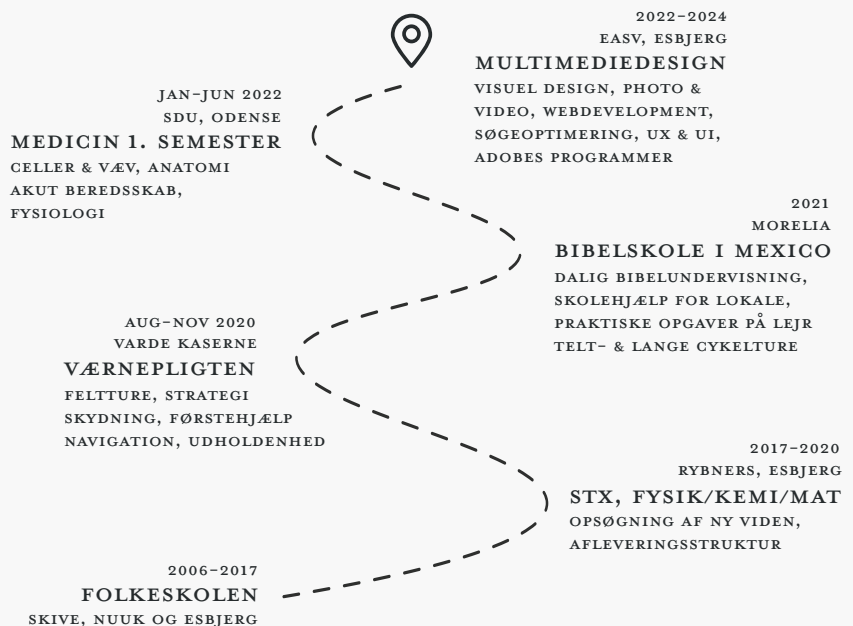 2022–2024
EASV, ESBJERG
MULTIMEDIEDESIGN
VISUEL DESIGN, PHOTO &
VIDEO, WEBDEVELOPMENT,
SØGEOPTIMERING, UX & UI,
ADOBES PROGRAMMER
JAN–JUN 2022
SDU, ODENSE
MEDICIN 1. SEMESTER
CELLER & VÆV, ANATOMI
AKUT BEREDSSKAB,
FYSIOLOGI
2021
MORELIA
BIBELSKOLE I MEXICO
DALIG BIBELUNDERVISNING,
SKOLEHJÆLP FOR LOKALE,
PRAKTISKE OPGAVER PÅ LEJR
TELT- & LANGE CYKELTURE
AUG–NOV 2020
VARDE KASERNE
VÆRNEPLIGTEN
FELTTURE, STRATEGI
SKYDNING, FØRSTEHJÆLP
NAVIGATION, UDHOLDENHED
2017–2020
RYBNERS, ESBJERG
STX, FYSIK/KEMI/MAT
OPSØGNING AF NY VIDEN,
AFLEVERINGSSTRUKTUR
2006–2017
FOLKESKOLEN
SKIVE, NUUK OG ESBJERG